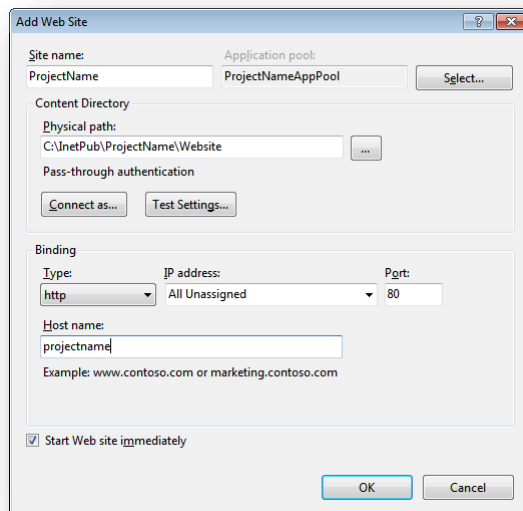 Add Web Site
?
Site name:
Application pool:
ProjectName
ProjectNameAppPool
Select...
Content Directory
Physical path:
C:\InetPub\ProjectName\Website
...
Pass-through authentication
Connect as...
Test Settings...
Binding
Type:
IP address:
Port:
http
All Unassigned
80
Host name:
projectname
Example: www.contoso.com or marketing.contoso.com
Start Web site immediately
OK
Cancel